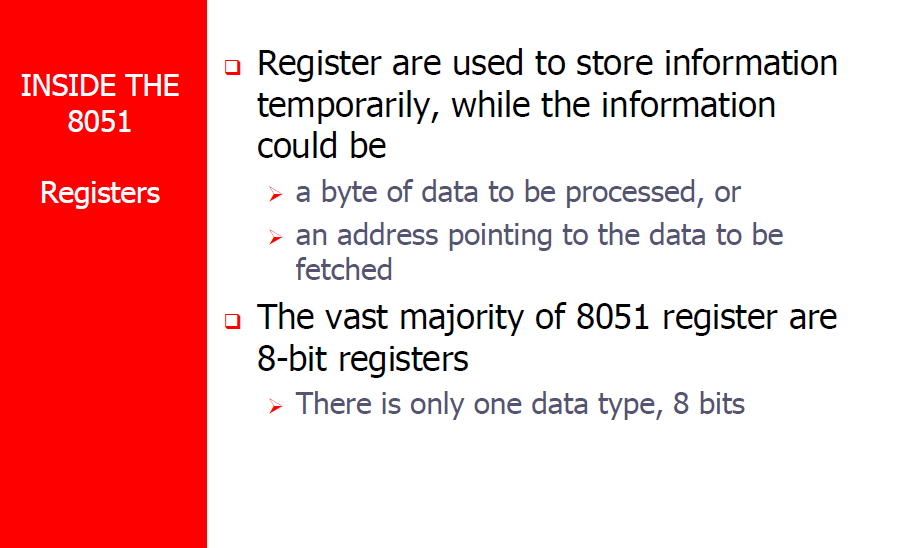 INSIDE THE
8051
Registers
❑ Register are used to store information
temporarily, while the information
could be
➢ a byte of data to be processed, or
➢ an address pointing to the data to be
fetched
❑ The vast majority of 8051 register are
8-bit registers
➢ There is only one data type, 8 bits